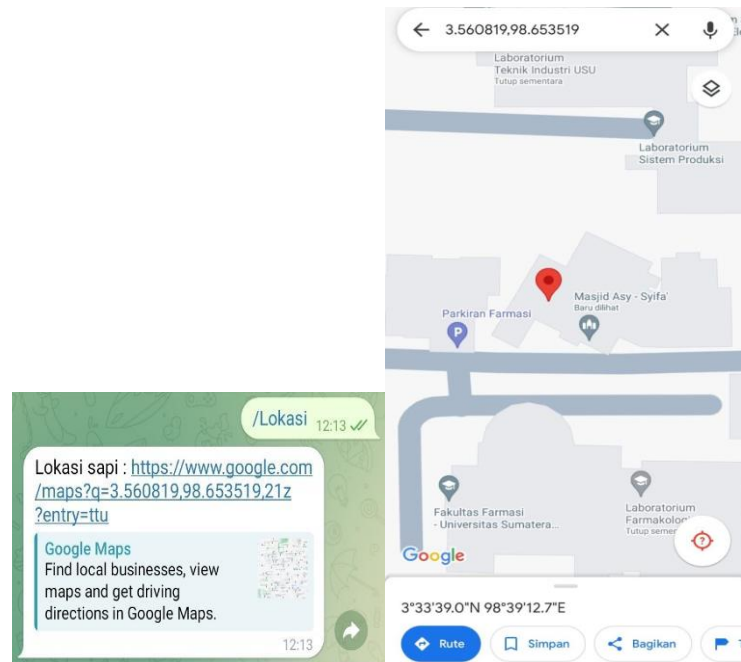 /Lokasi 12:13
Lokasi sapi : https://www.google.com
/maps?q=3.560819,98.653519,21z
?entry=ttu
Google Maps
Find local businesses, view
maps and get driving
directions in Google Maps.
12:13
3.560819,98.653519
Laboratorium
Teknik Industri USU
Tutup sementara
Laboratorium
Sistem Produksi
Masjid Asy - Syifa'
Baru dilihat
Parkiran Farmasi
P
Fakultas Farmasi
- Universitas Sumatera...
Laboratorium
Farmakolog
Tutup semen
Google
3°33'39.0"N 98°39'12.7"E
Rute Simpan Bagikan